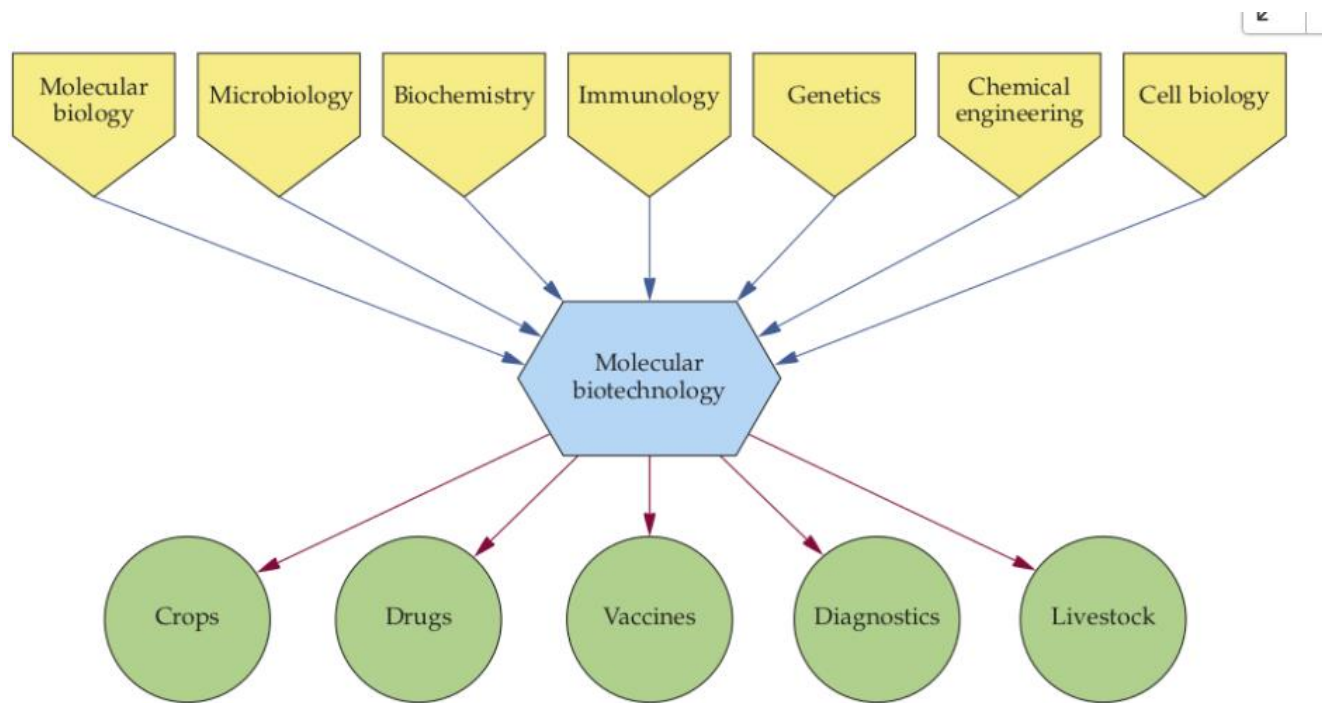 Molecular
biology
Microbiology
Biochemistry
Immunology
Genetics
Chemical
engineering
Cell biology
Molecular
biotechnology
Crops
Drugs
Vaccines
Diagnostics
Livestock